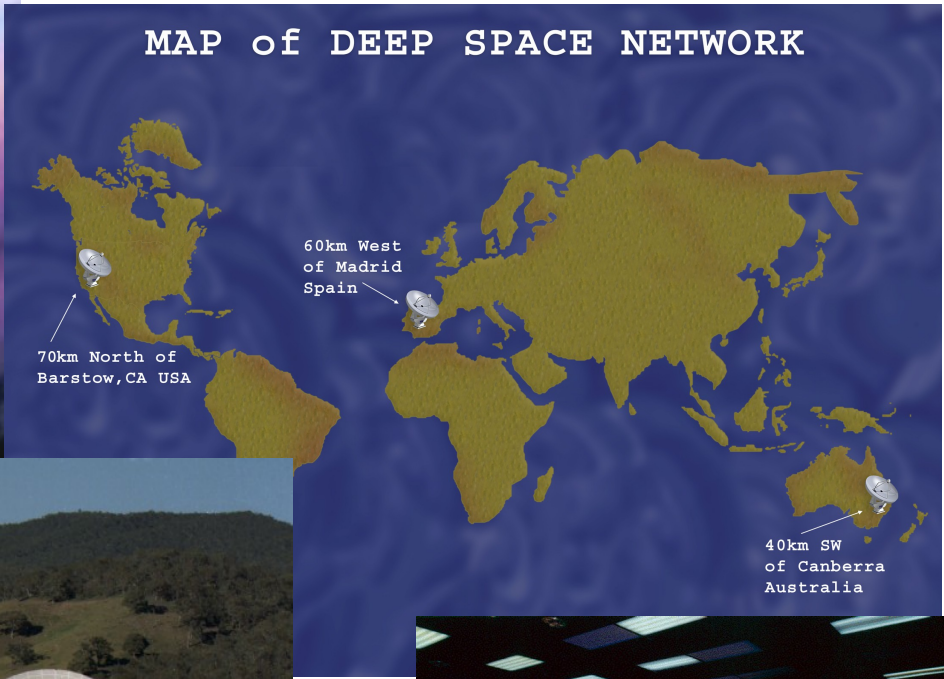 MAP of DEEP SPACE NETWORK
60km West
of Madrid
Spain
70km North of
Barstow,CA USA
40km SW
of Canberra
Australia